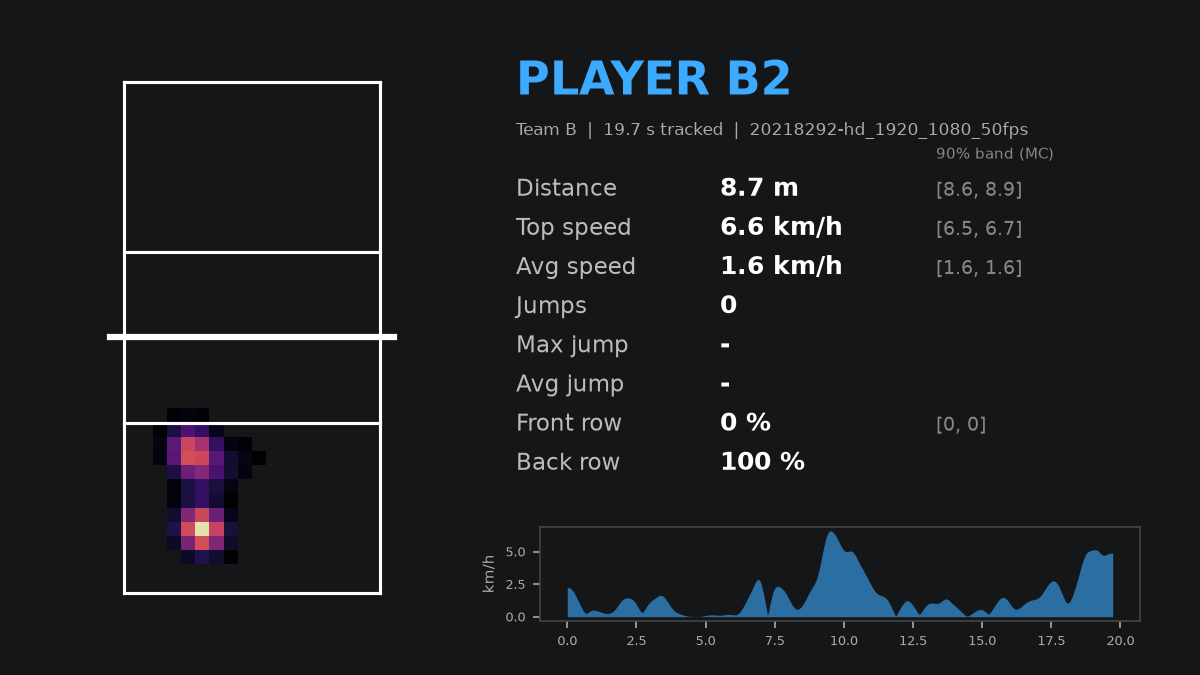 PLAYER B2
Team B | 19.7 s tracked | 20218292-hd_1920_1080_50fps
90% band (MC)
Distance 8.7 m [8.6, 8.9]
Top speed 6.6 km/h [6.5, 6.7]
Avg speed 1.6 km/h [1.6, 1.6]
Jumps 0
Max jump -
Avg jump -
Front row 0 % [0, 0]
Back row 100 %
km/h
5.0
2.5
0.0
0.0 2.5 5.0 7.5 10.0 12.5 15.0 17.5 20.0